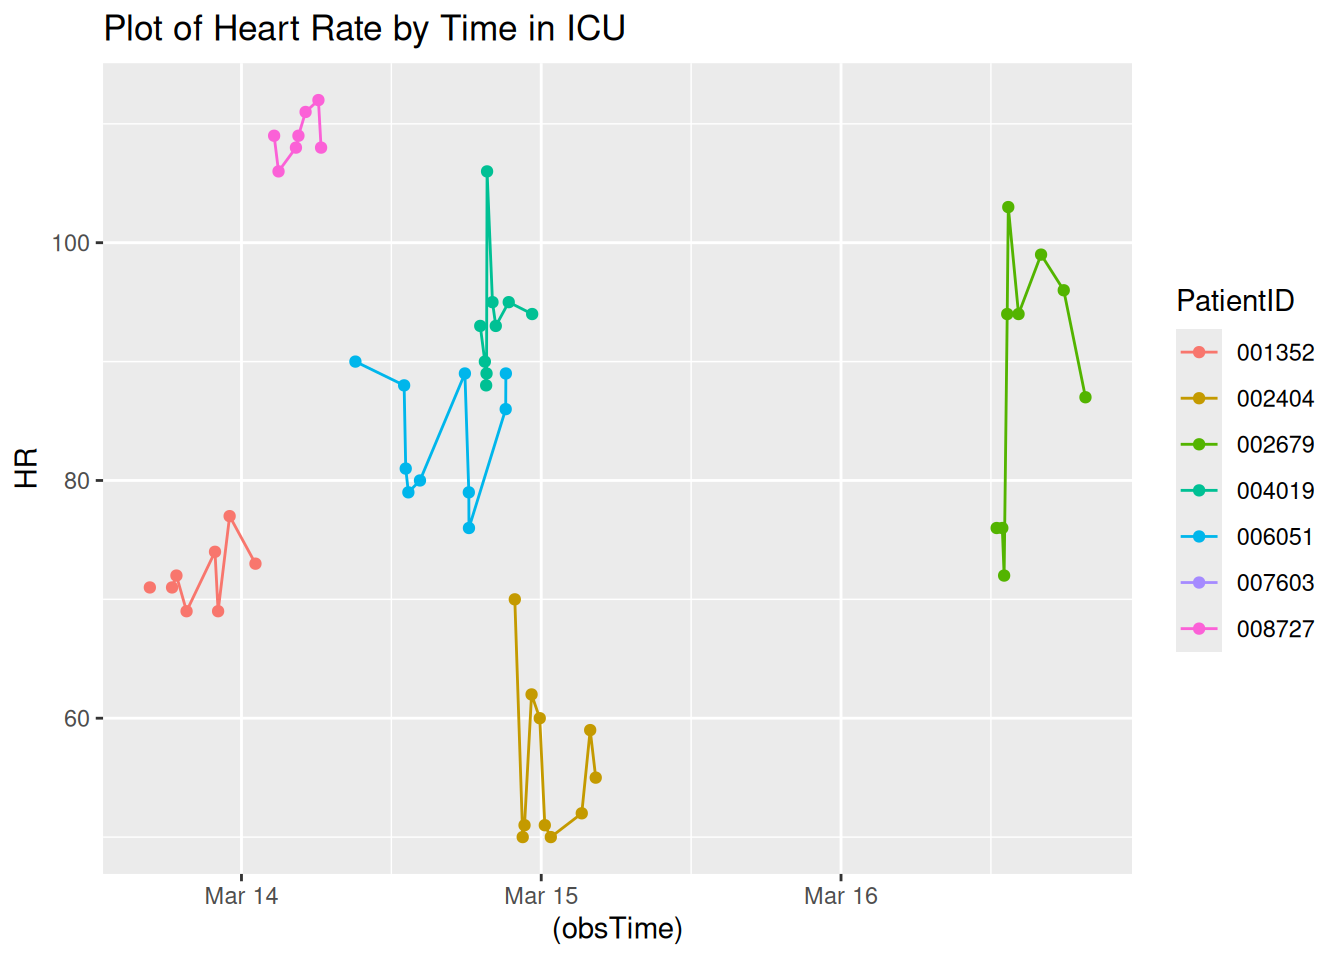 Plot of Heart Rate by Time in ICU
HR
100
80
60
Mar 14
Mar 15
Mar 16
(obsTime)
PatientID
001352
002404
002679
004019
006051
007603
008727